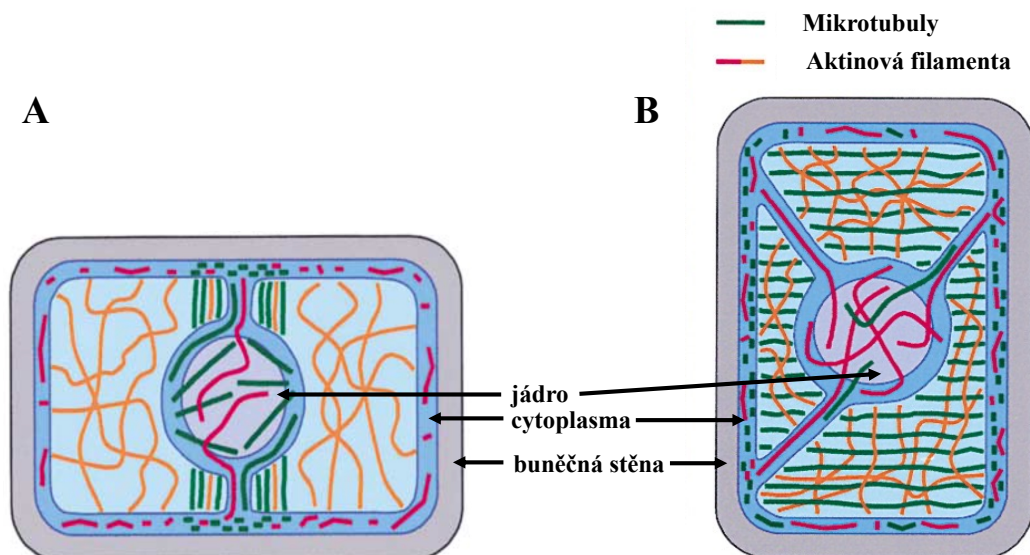 Mikrotubuly
Aktinová filamenta
A
B
jádro
cytoplasma
buněčná stěna